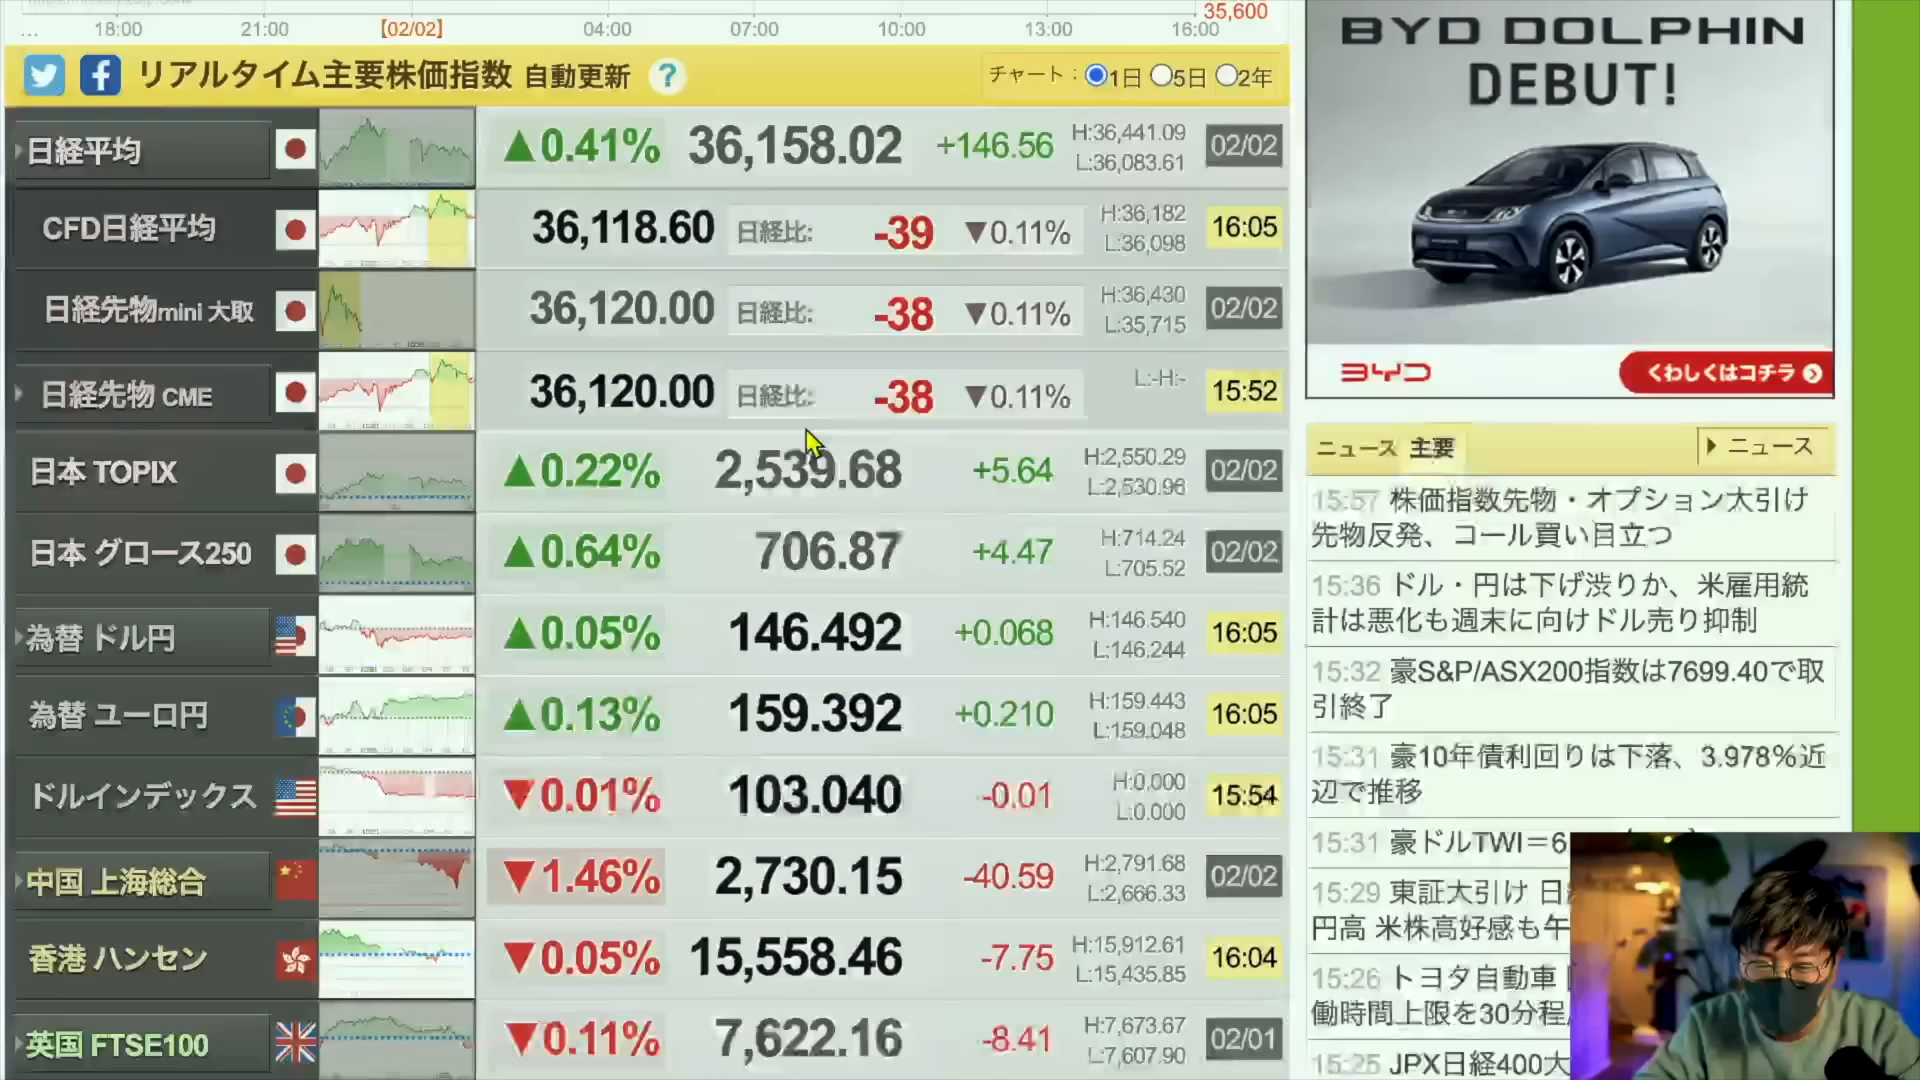 35,600
... 18:00 21:00 [02/02] 04:00 07:00 10:00 13:00 16:00
リアルタイム主要株価指数 自動更新 ? チャート: 1日 5日 2年
日経平均 ▲0.41% 36,158.02 +146.56 H:36,441.09 L:36,083.61 02/02
CFD日経平均 36,118.60 日経比: -39 ▼0.11% H:36,182 L:36,098 16:05
日経先物mini 大取 36,120.00 日経比: -38 ▼0.11% H:36,430 L:35,715 02/02
日経先物 CME 36,120.00 日経比: -38 ▼0.11% L:-H:- 15:52
日本 TOPIX ▲0.22% 2,539.68 +5.64 H:2,550.29 L:2,530.96 02/02
日本 グロース250 ▲0.64% 706.87 +4.47 H:714.24 L:705.52 02/02
為替 ドル円 ▲0.05% 146.492 +0.068 H:146.540 L:146.244 16:05
為替 ユーロ円 ▲0.13% 159.392 +0.210 H:159.443 L:159.048 16:05
ドルインデックス ▼0.01% 103.040 -0.01 H:0.000 L:0.000 15:54
中国 上海総合 ▼1.46% 2,730.15 -40.59 H:2,791.68 L:2,666.33 02/02
香港 ハンセン ▼0.05% 15,558.46 -7.75 H:15,912.61 L:15,435.85 16:04
英国 FTSE100 ▼0.11% 7,622.16 -8.41 H:7,673.67 L:7,607.90 02/01
BYD DOLPHIN
DEBUT!
BYD くわしくはコチラ
ニュース 主要 ニュース
15:57 株価指数先物・オプション大引け
先物反発、コール買い目立つ
15:36 ドル・円は下げ渋りか、米雇用統
計は悪化も週末に向けドル売り抑制
15:32 豪S&P/ASX200指数は7699.40で取
引終了
15:31 豪10年債利回りは下落、3.978%近
辺で推移
15:31 豪ドルTWI=6
15:29 東証大引け 日
円高 米株高好感も午
15:26 トヨタ自動車
働時間上限を30分程
15:25 JPX日経400大